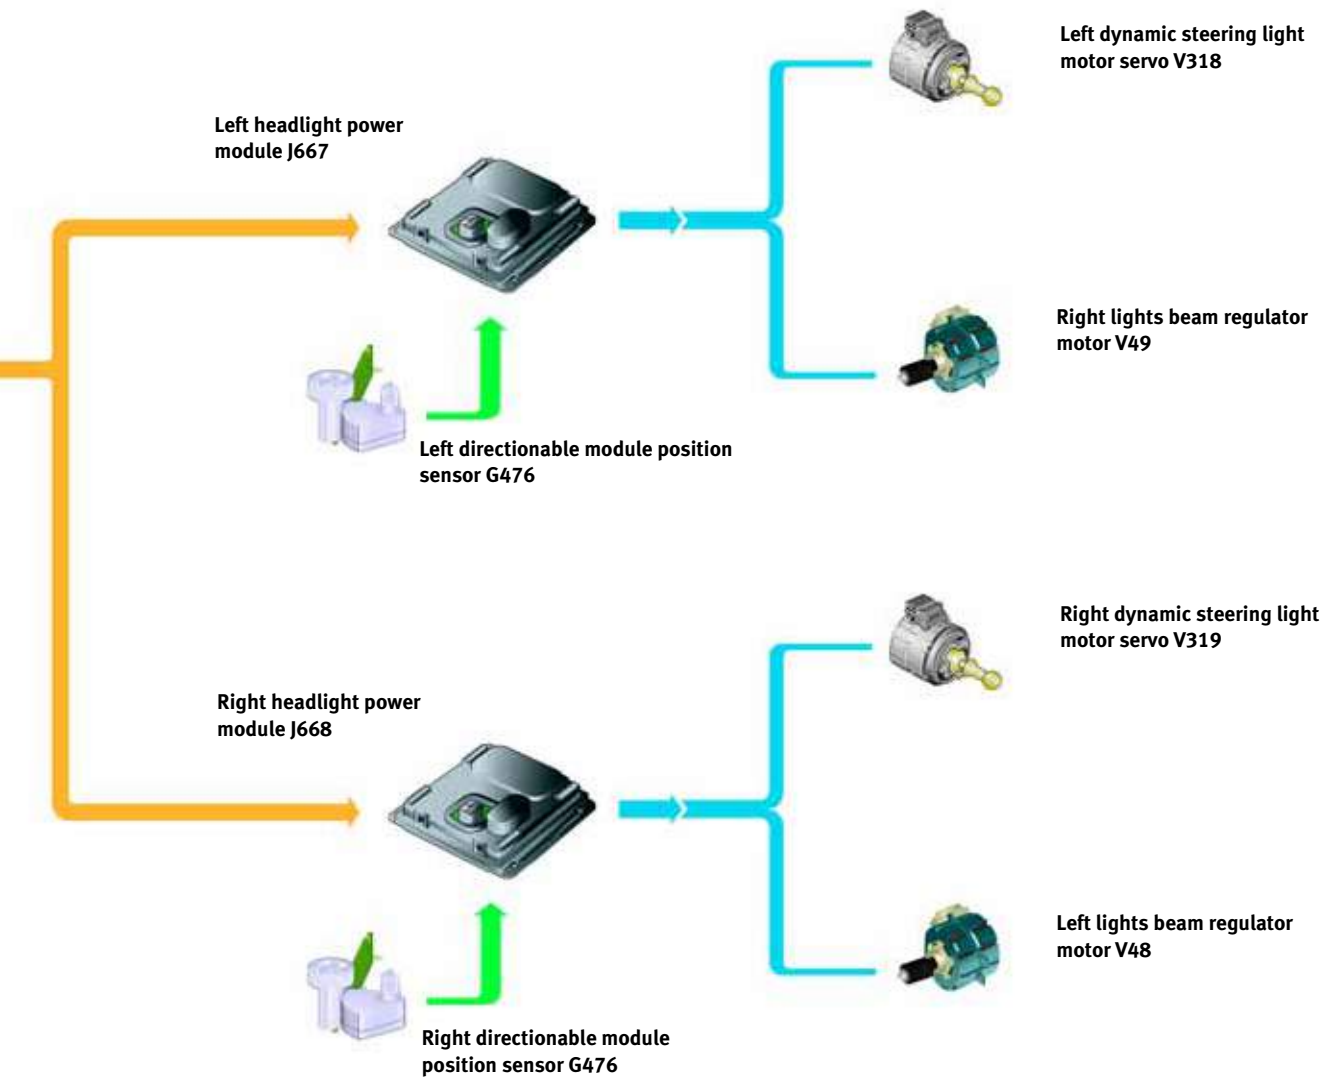 Left dynamic steering light
motor servo V318
Left headlight power
module J667
Right lights beam regulator
motor V49
Left directionable module position
sensor G476
Right dynamic steering light
motor servo V319
Right headlight power
module J668
Left lights beam regulator
motor V48
Right directionable module
position sensor G476